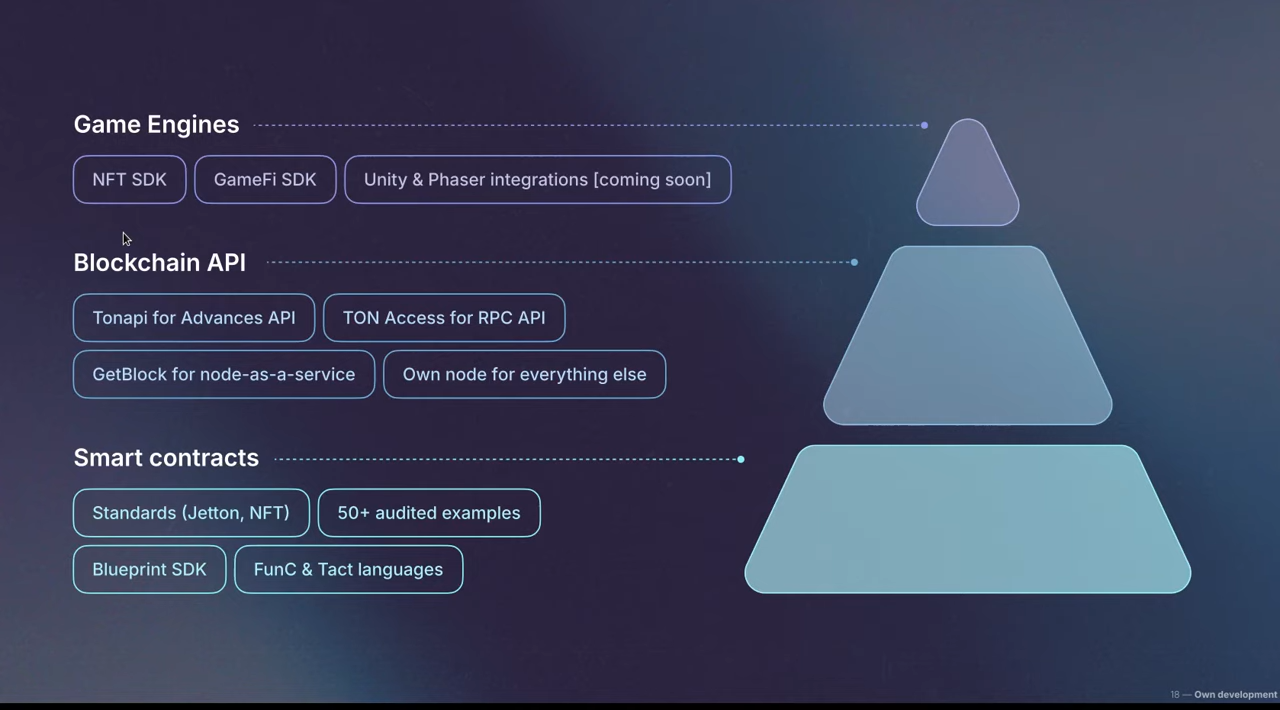 Game Engines
NFT SDK
GameFi SDK
Unity & Phaser integrations [coming soon]
Blockchain API
Tonapi for Advances API
TON Access for RPC API
GetBlock for node-as-a-service
Own node for everything else
Smart contracts
Standards (Jetton, NFT)
50+ audited examples
Blueprint SDK
FunC & Tact languages
18 — Own development